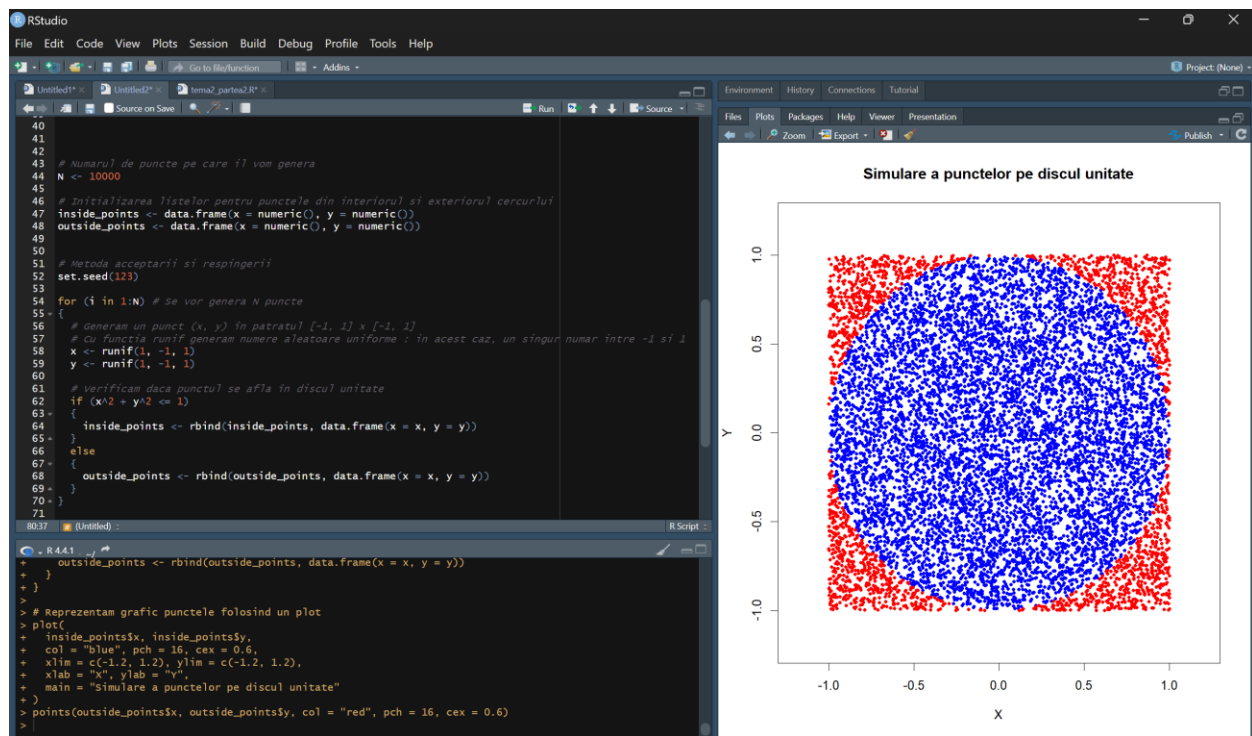 RStudio
File Edit Code View Plots Session Build Debug Profile Tools Help
Go to file/function Addins
Project: (None)
Untitled1* Untitled2* tema2_partea2.R*
Source on Save Run Source
40
41
42
43 # Numarul de puncte pe care il vom genera
44 N <- 10000
45
46 # Initializarea listelor pentru punctele din interiorul si exteriorul cercurlui
47 inside_points <- data.frame(x = numeric(), y = numeric())
48 outside_points <- data.frame(x = numeric(), y = numeric())
49
50
51 # Metoda acceptarii si respingerii
52 set.seed(123)
53
54 for (i in 1:N) # Se vor genera N puncte
55 {
56 # Generam un punct (x, y) in patratul [-1, 1] x [-1, 1]
57 # Cu functia runif generam numere aleatoare uniforme : in acest caz, un singur numar intre -1 si 1
58 x <- runif(1, -1, 1)
59 y <- runif(1, -1, 1)
60
61 # Verificam daca punctul se afla in discul unitate
62 if (x^2 + y^2 <= 1)
63 {
64 inside_points <- rbind(inside_points, data.frame(x = x, y = y))
65 }
66 else
67 {
68 outside_points <- rbind(outside_points, data.frame(x = x, y = y))
69 }
70 }
71
80:37 (Untitled) R Script
R 4.4.1 . ~/
+ outside_points <- rbind(outside_points, data.frame(x = x, y = y))
+ }
+ }
>
> # Reprezentam grafic punctele folosind un plot
> plot(
+ inside_points$x, inside_points$y,
+ col = "blue", pch = 16, cex = 0.6,
+ xlim = c(-1.2, 1.2), ylim = c(-1.2, 1.2),
+ xlab = "X", ylab = "Y",
+ main = "Simulare a punctelor pe discul unitate"
+ )
> points(outside_points$x, outside_points$y, col = "red", pch = 16, cex = 0.6)
>
Environment History Connections Tutorial
Files Plots Packages Help Viewer Presentation
Zoom Export Publish
Simulare a punctelor pe discul unitate
1.0
0.5
0.0
-0.5
-1.0
Y
-1.0 -0.5 0.0 0.5 1.0
X